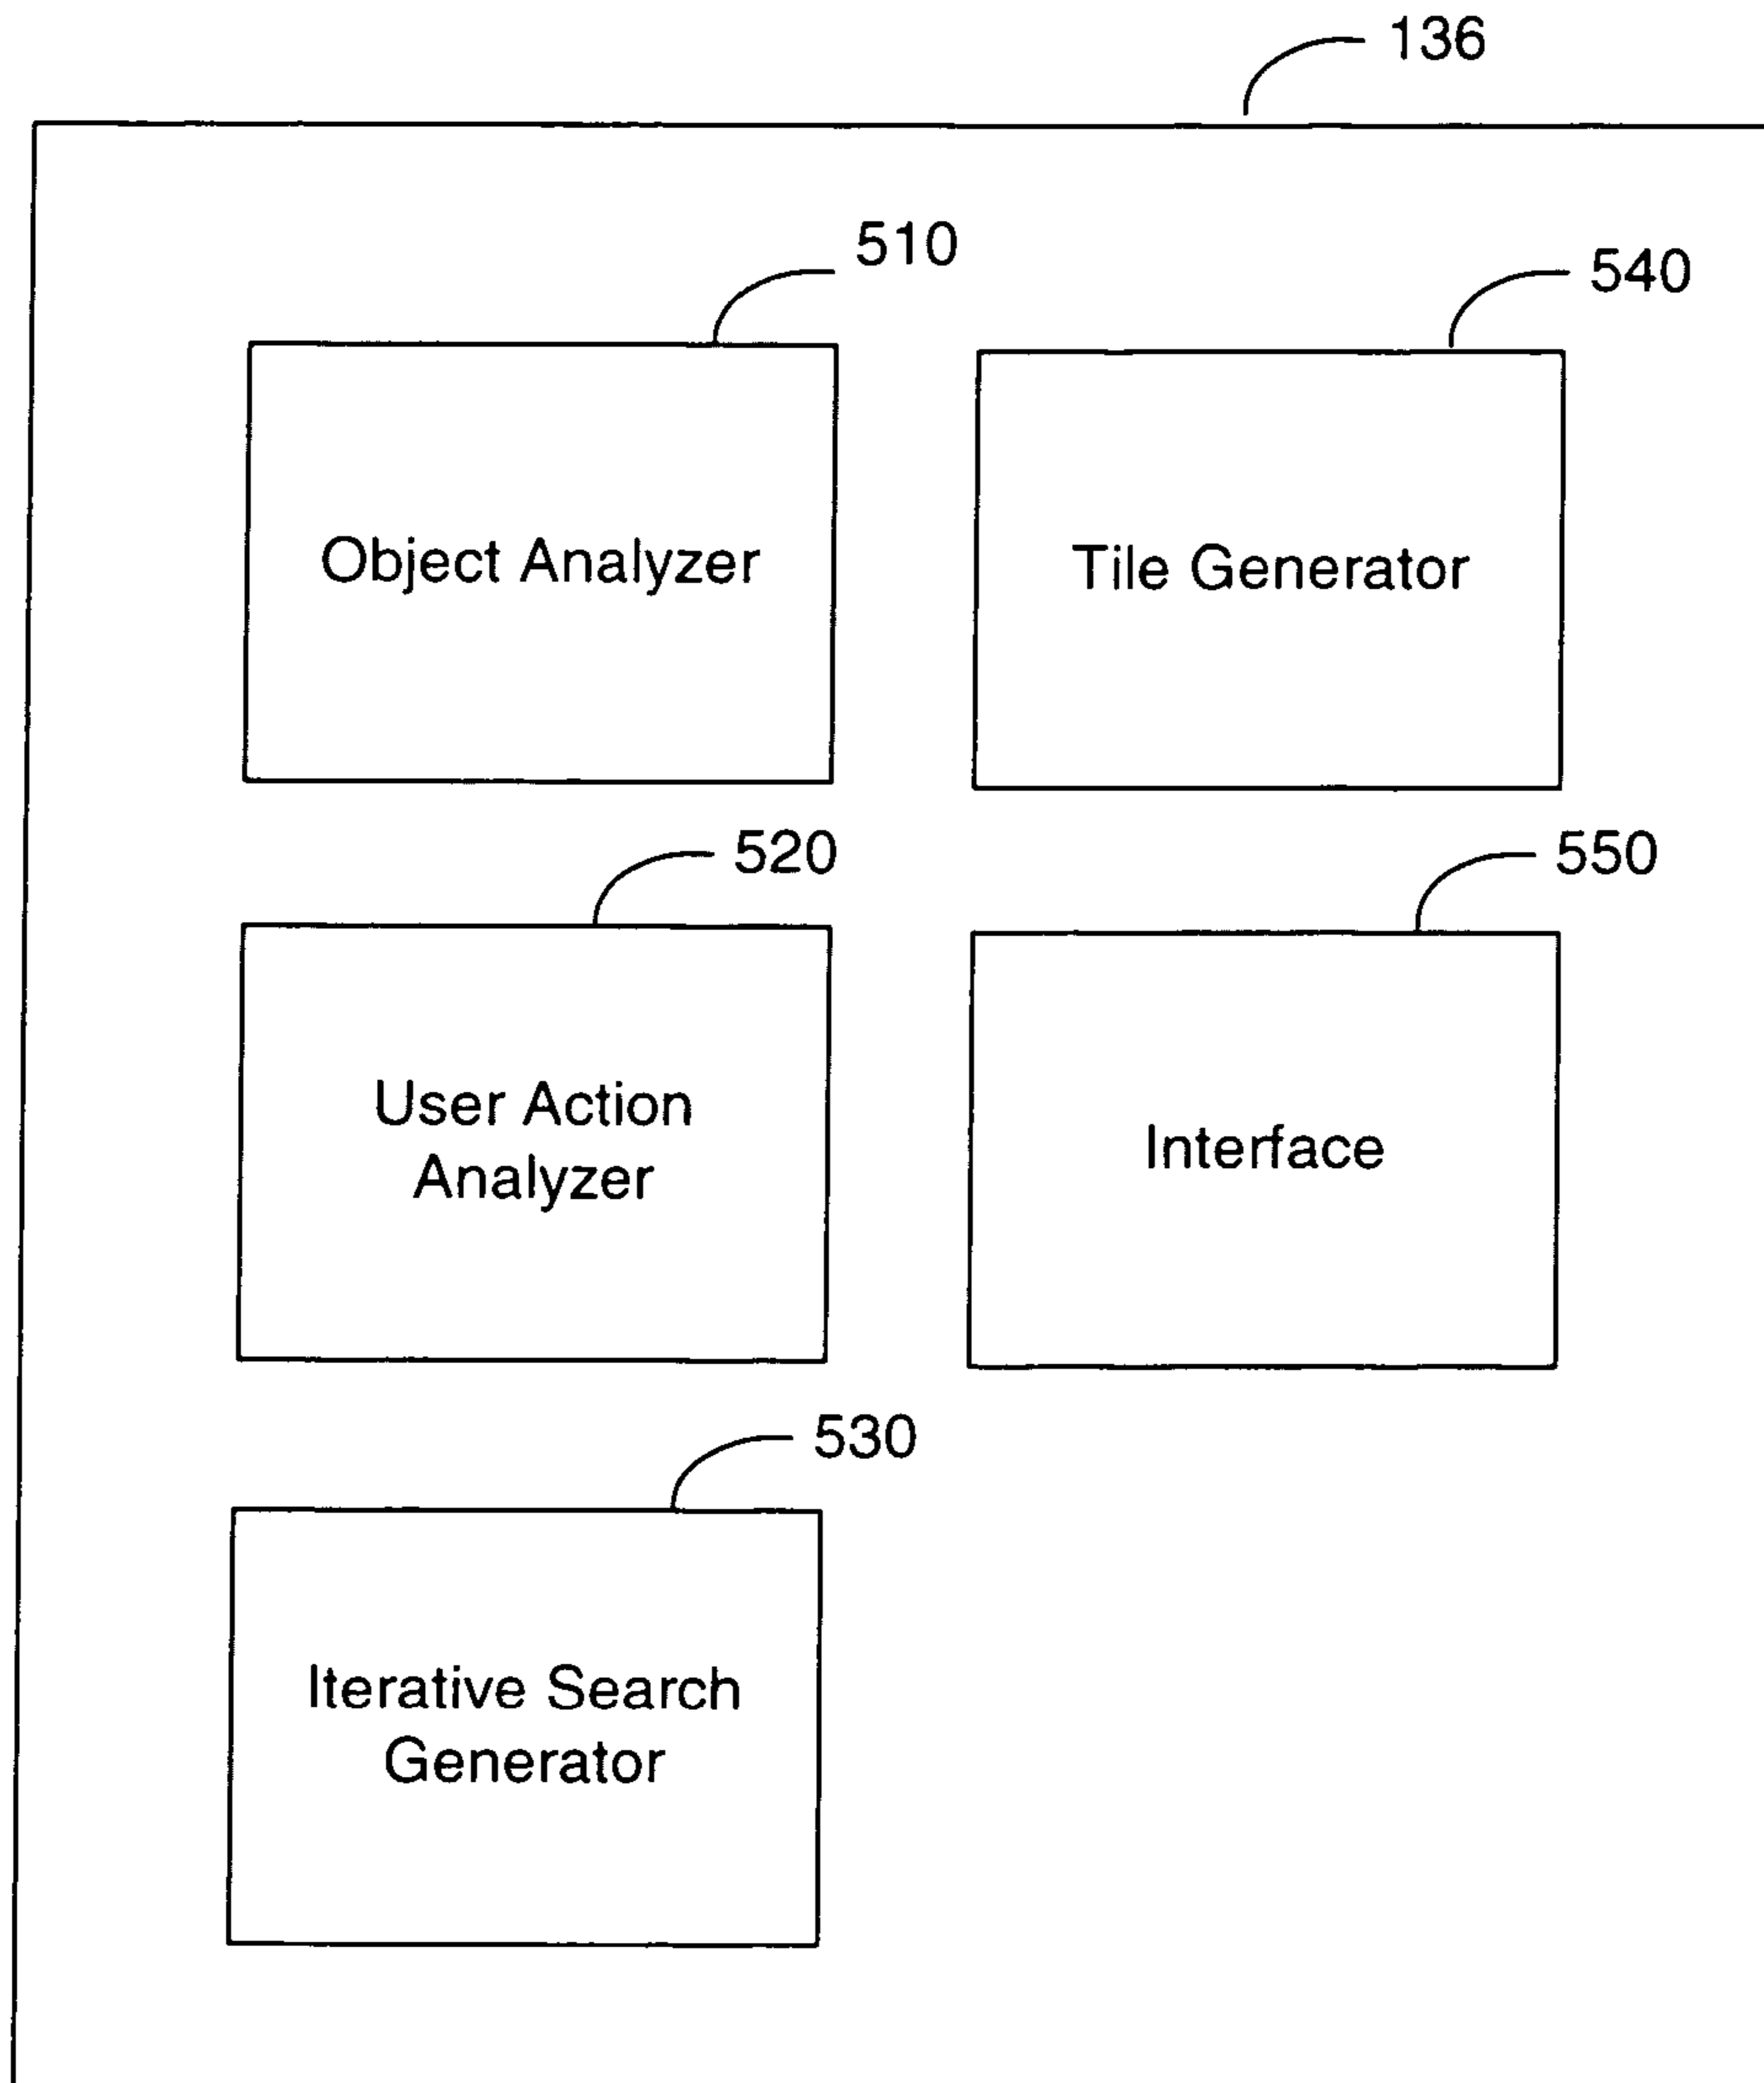 136
510
540
Object Analyzer
Tile Generator
520
550
User Action
Analyzer
Interface
530
Iterative Search
Generator